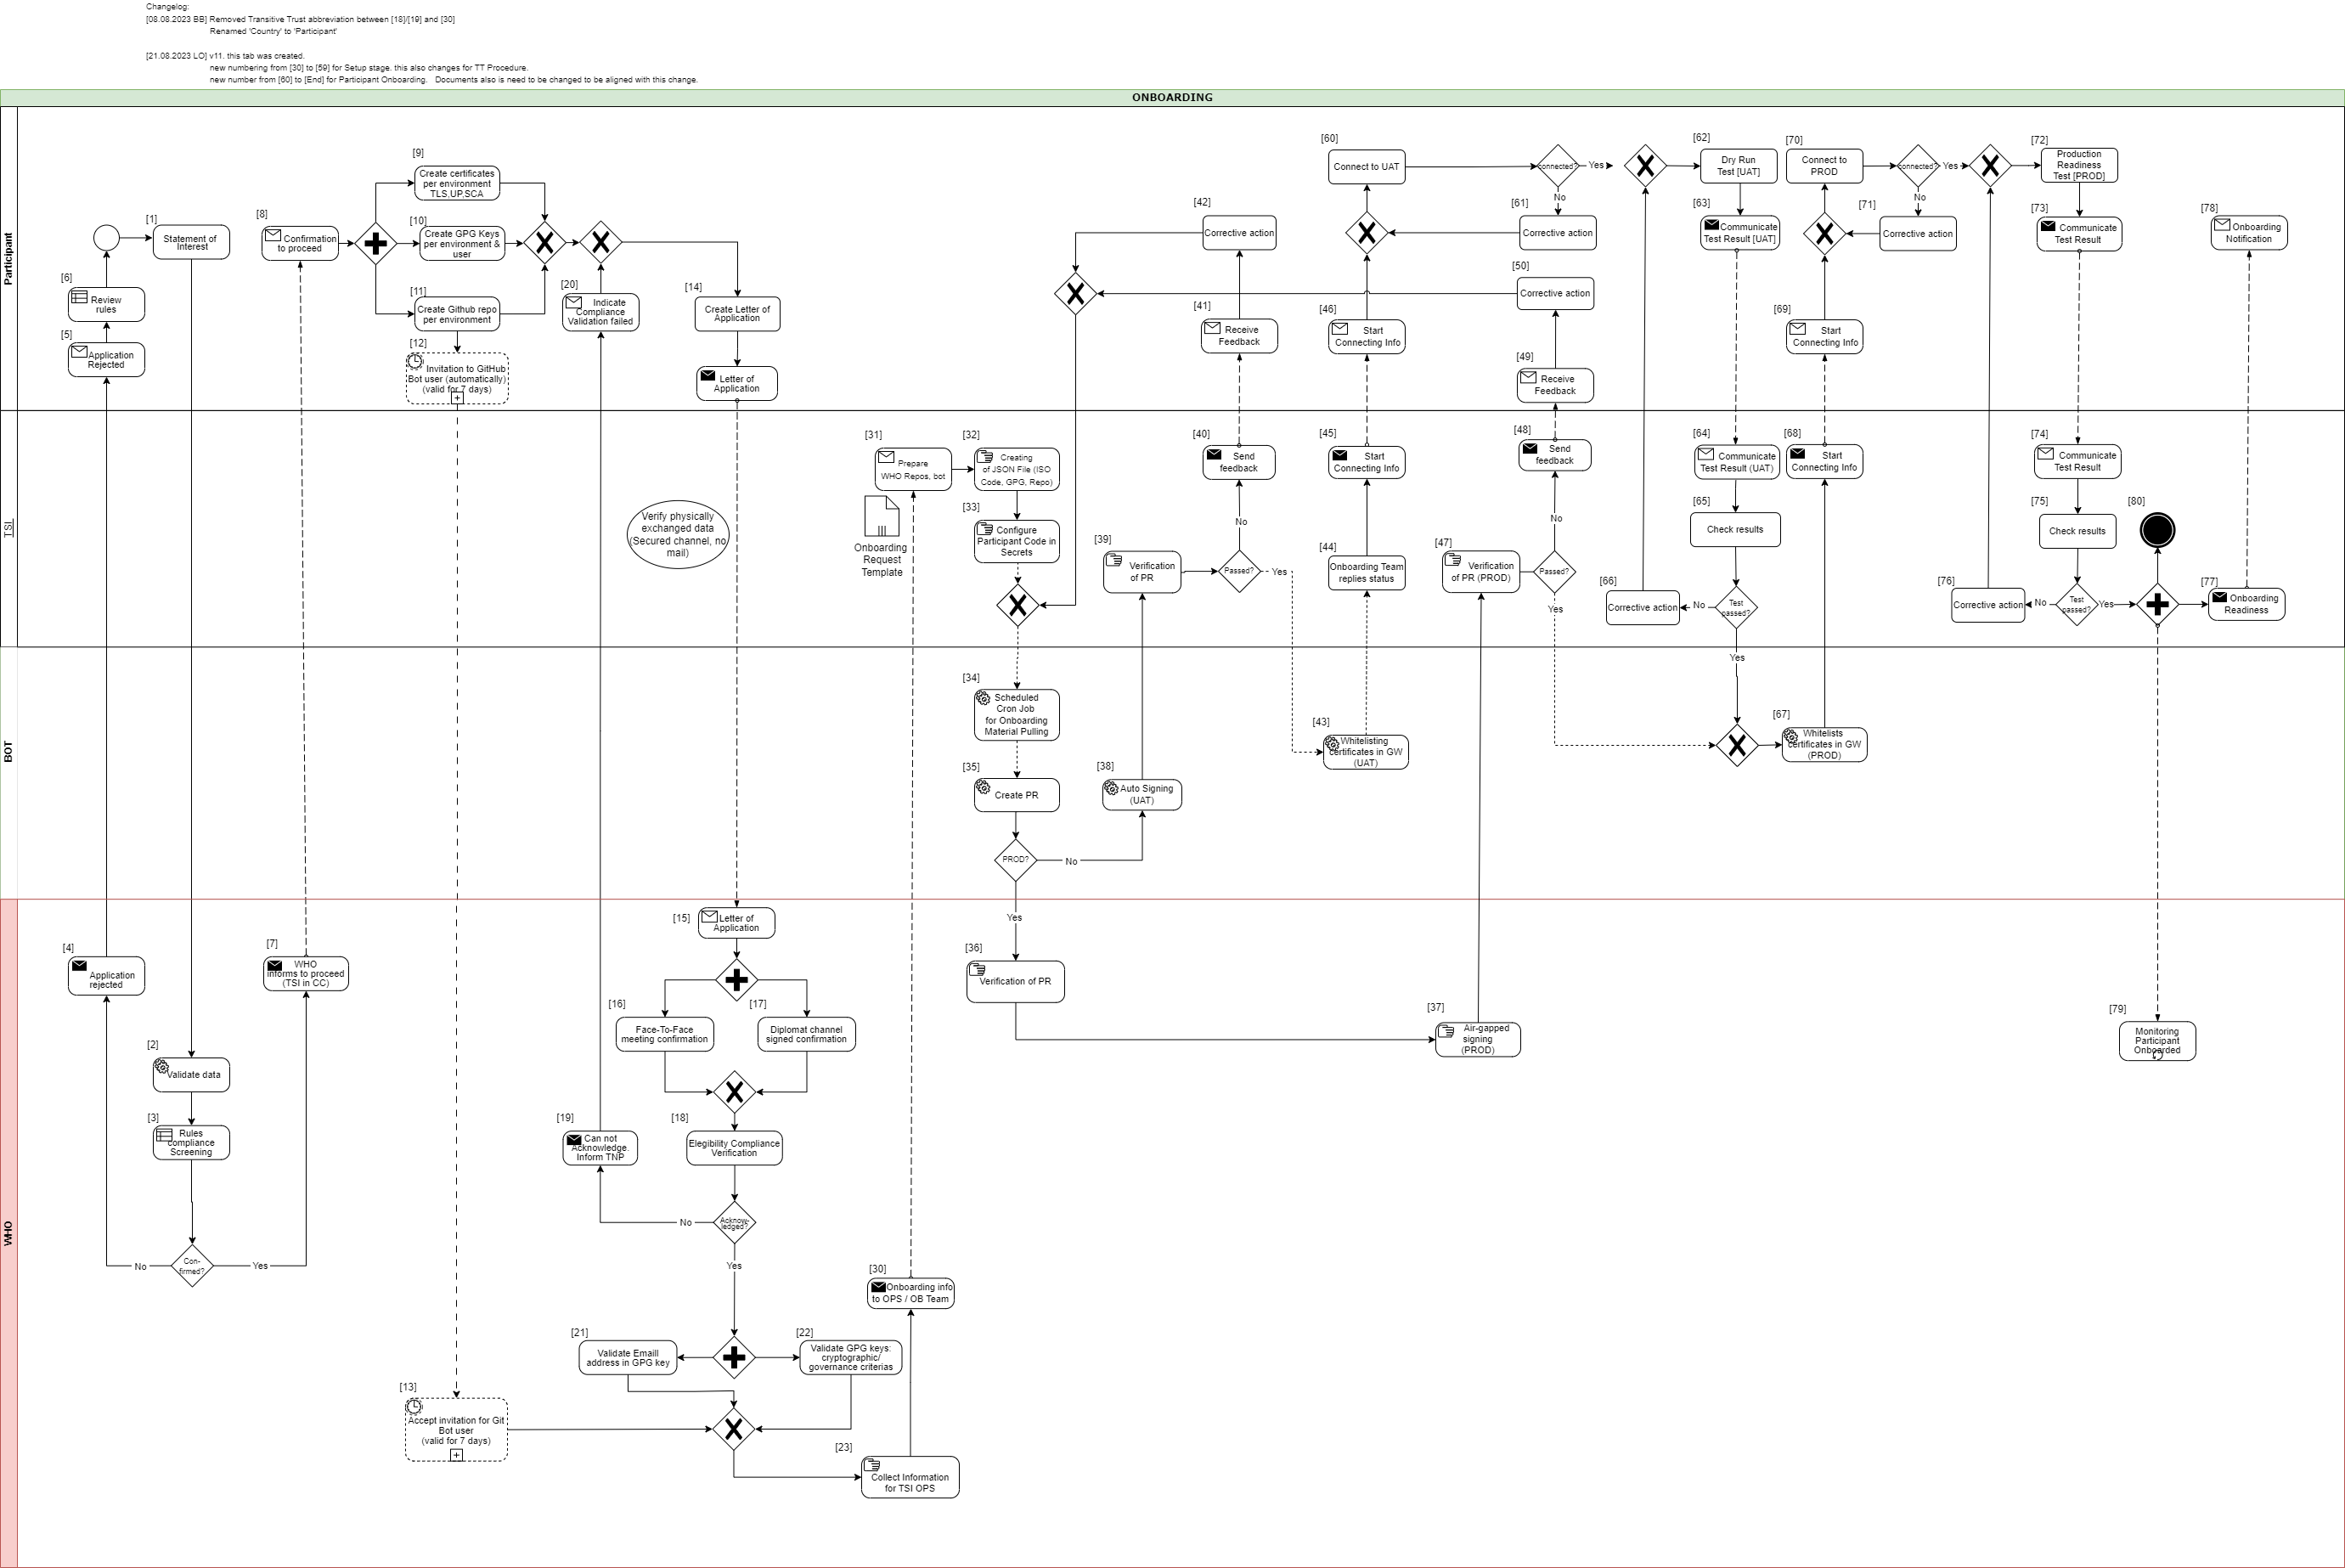 Changelog:
[08.08.2023 BB] Removed Transitive Trust abbreviation between [18]/[19] and [30]
Renamed 'Country' to 'Participant'
[21.08.2023 LO] v11. this tab was created.
new numbering from [30] to [59] for Setup stage. this also changes for TT Procedure.
new number from [60] to [End] for Participant Onboarding. Documents also is need to be changed to be aligned with this change.
ONBOARDING
Participant
[1]
Statement of
Interest
[6]
Review
rules
[5]
Application
Rejected
[8]
Confirmation
to proceed
[9]
Create certificates
per environment
TLS,UP,SCA
[10]
Create GPG Keys
per environment &
user
[11]
Create Github repo
per environment
[12]
Invitation to GitHub
Bot user (automatically)
(valid for 7 days)
[20]
Indicate
Compliance
Validation failed
[14]
Create Letter of
Application
Letter of
Application
[42]
Corrective action
[41]
Receive
Feedback
[60]
Connect to UAT
connected?
Yes
No
[61]
Corrective action
[50]
Corrective action
[46]
Start
Connecting Info
[49]
Receive
Feedback
[62]
Dry Run
Test [UAT]
[63]
Communicate
Test Result [UAT]
[70]
Connect to
PROD
connected?
Yes
No
[71]
Corrective action
[69]
Start
Connecting Info
[72]
Production
Readiness
Test [PROD]
[73]
Communicate
Test Result
[78]
Onboarding
Notification
TSI
Verify physically
exchanged data
(Secured channel, no
mail)
[31]
Prepare
WHO Repos, bot
Onboarding
Request
Template
[32]
Creating
of JSON File (ISO
Code, GPG, Repo)
[33]
Configure
Participant Code in
Secrets
[39]
Verification
of PR
[40]
Send
feedback
No
Passed?
Yes
[45]
Start
Connecting Info
[44]
Onboarding Team
replies status
[47]
Verification
of PR (PROD)
[48]
Send
feedback
No
Passed?
Yes
[64]
Communicate
Test Result (UAT)
[65]
Check results
[66]
Corrective action
No
Test
passed?
Yes
[68]
Start
Connecting Info
[74]
Communicate
Test Result
[75]
Check results
[76]
Corrective action
No
Test
passed?
Yes
[80]
[77]
Onboarding
Readiness
BOT
[34]
Scheduled
Cron Job
for Onboarding
Material Pulling
[35]
Create PR
PROD?
No
Yes
[38]
Auto Signing
(UAT)
[43]
Whitelisting
certificates in GW
(UAT)
[67]
Whitelists
certificates in GW
(PROD)
WHO
[4]
Application
rejected
[7]
WHO
informs to proceed
(TSI in CC)
[2]
Validate data
[3]
Rules
compliance
Screening
No
Con-
firmed?
Yes
[15]
Letter of
Application
[16]
Face-To-Face
meeting confirmation
[17]
Diplomat channel
signed confirmation
[19]
Can not
Acknowledge.
Inform TNP
[18]
Elegibility Compliance
Verification
No
Acknow-
ledged?
Yes
[21]
Validate Emaill
address in GPG key
[22]
Validate GPG keys:
cryptographic/
governance criterias
[13]
Accept invitation for Git
Bot user
(valid for 7 days)
[23]
Collect Information
for TSI OPS
[30]
Onboarding info
to OPS / OB Team
[36]
Verification of PR
[37]
Air-gapped
signing
(PROD)
[79]
Monitoring
Participant
Onboarded